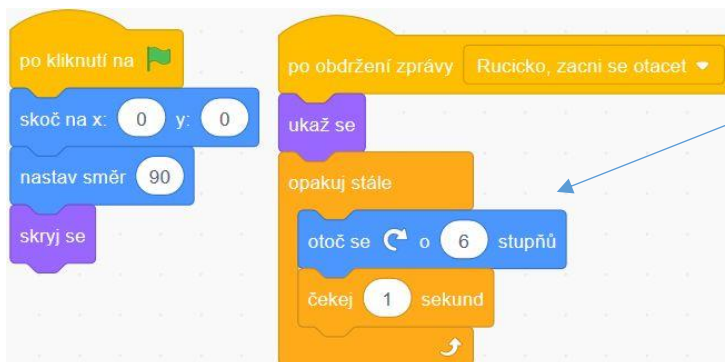 po kliknutí na
skoč na x: 0 y: 0
nastav směr 90
skryj se
po obdržení zprávy Rucicko, zacni se otacet
ukaž se
opakuj stále
otoč se o 6 stupňů
čekej 1 sekund